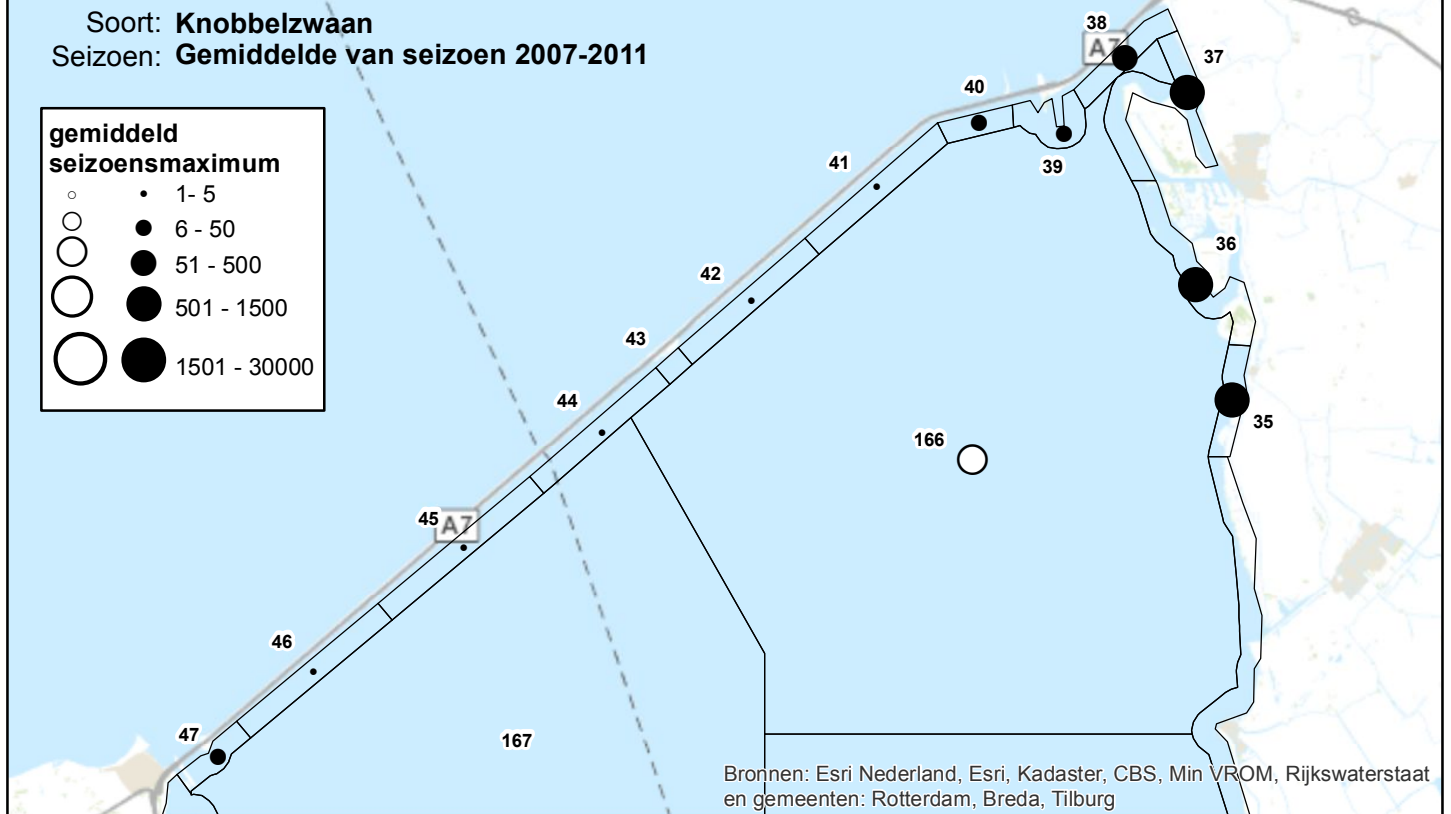 Soort: Knobbelzwaan
Seizoen: Gemiddelde van seizoen 2007-2011
gemiddeld
seizoensmaximum
1- 5
6 - 50
51 - 500
501 - 1500
1501 - 30000
38
A7
37
40
39
41
36
42
43
44
35
166
45
A7
46
47
167
Bronnen: Esri Nederland, Esri, Kadaster, CBS, Min VROM, Rijkswaterstaat
en gemeenten: Rotterdam, Breda, Tilburg